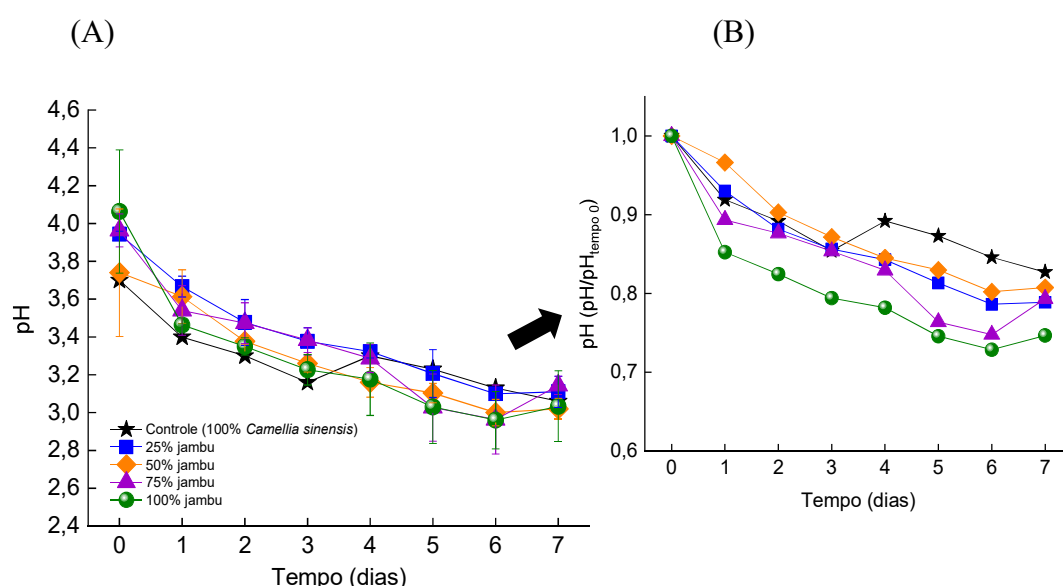 (A)
(B)
4,6
4,4
4,2
4,0
3,8
3,6
3,4
3,2
3,0
2,8
2,6
2,4
pH
Controle (100% Camellia sinensis)
25% jambu
50% jambu
75% jambu
100% jambu
0 1 2 3 4 5 6 7
Tempo (dias)
1,0
0,9
0,8
0,7
0,6
pH (pH/pH tempo 0)
0 1 2 3 4 5 6 7
Tempo (dias)